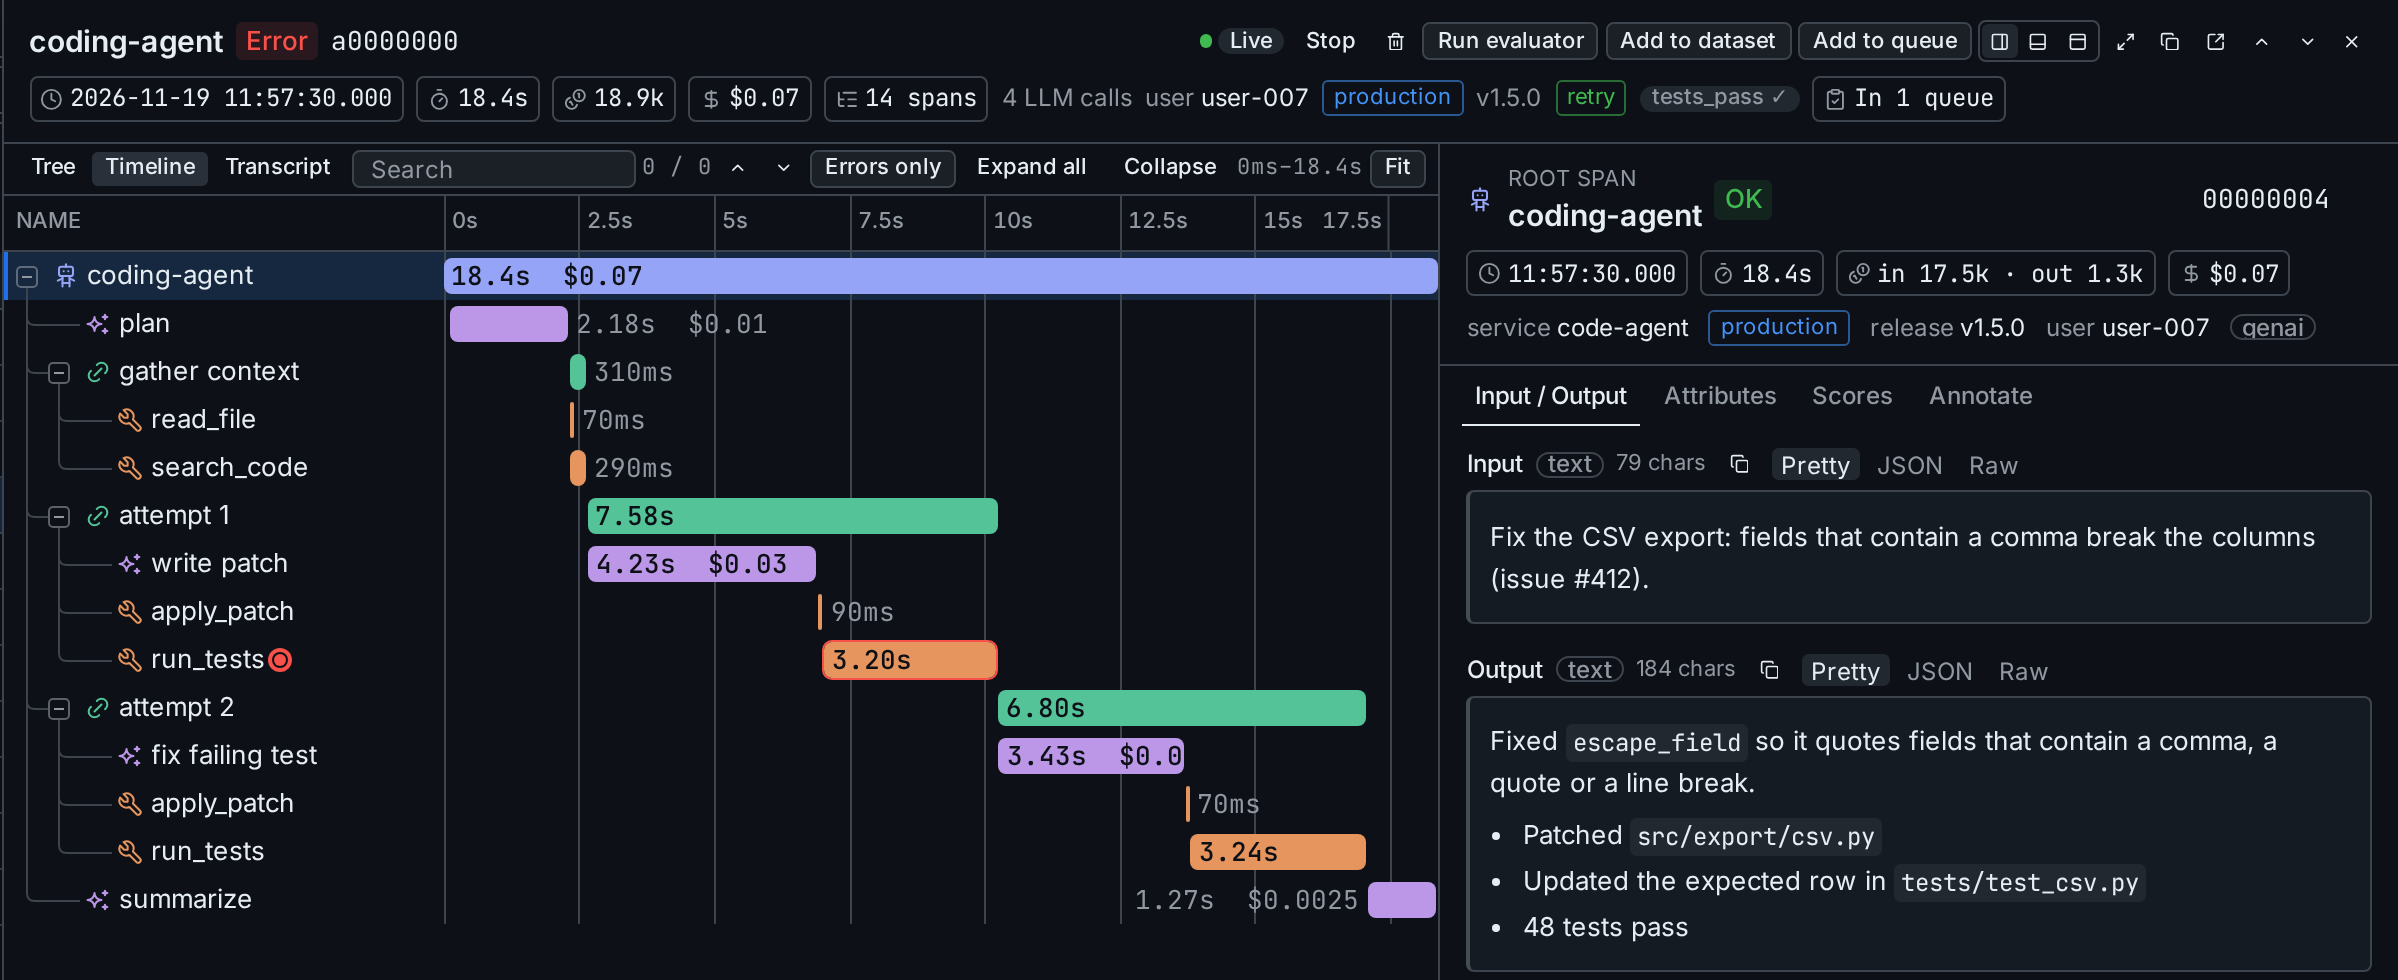 coding-agent Error a0000000 Live Stop Run evaluator Add to dataset Add to queue
2026-11-19 11:57:30.000 18.4s 18.9k $0.07 14 spans 4 LLM calls user user-007 production v1.5.0 retry tests_pass ✓ In 1 queue
Tree Timeline Transcript Search 0 / 0 Errors only Expand all Collapse 0ms–18.4s Fit
NAME 0s 2.5s 5s 7.5s 10s 12.5s 15s 17.5s
coding-agent 18.4s $0.07
plan 2.18s $0.01
gather context 310ms
read_file 70ms
search_code 290ms
attempt 1 7.58s
write patch 4.23s $0.03
apply_patch 90ms
run_tests 3.20s
attempt 2 6.80s
fix failing test 3.43s $0.0
apply_patch 70ms
run_tests 3.24s
summarize 1.27s $0.0025
ROOT SPAN
coding-agent OK 00000004
11:57:30.000 18.4s in 17.5k · out 1.3k $0.07
service code-agent production release v1.5.0 user user-007 genai
Input / Output Attributes Scores Annotate
Input text 79 chars Pretty JSON Raw
Fix the CSV export: fields that contain a comma break the columns
(issue #412).
Output text 184 chars Pretty JSON Raw
Fixed escape_field so it quotes fields that contain a comma, a
quote or a line break.
• Patched src/export/csv.py
• Updated the expected row in tests/test_csv.py
• 48 tests pass